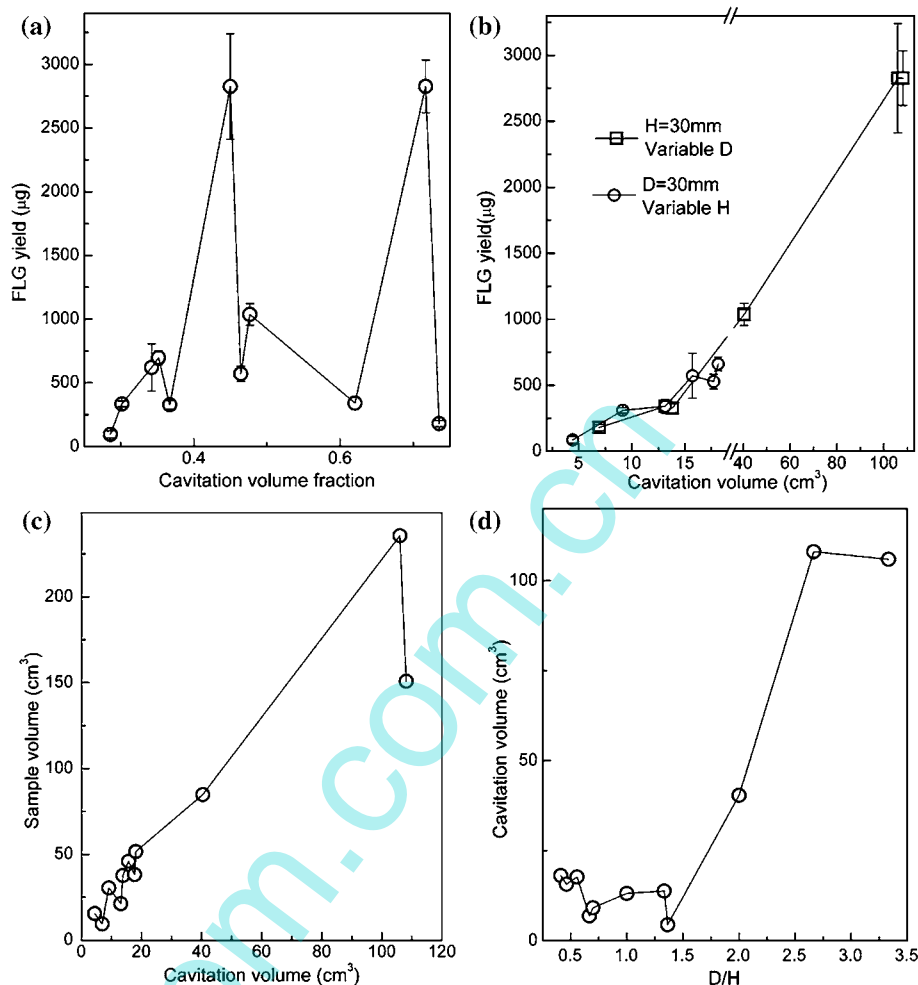 (a)
3000
2500
2000
1500
1000
500
0
FLG yield (µg)
0.4 0.6
Cavitation volume fraction
(b)
3000
2500
2000
1500
1000
500
0
FLG yield(µg)
H=30mm
Variable D
D=30mm
Variable H
5 10 15 40 60 80 100
Cavitation volume (cm³)
(c)
200
150
100
50
0
Sample volume (cm³)
0 20 40 60 80 100 120
Cavitation volume (cm³)
(d)
100
50
0
Cavitation volume (cm³)
0.5 1.0 1.5 2.0 2.5 3.0 3.5
D/H
om.com.com.cn